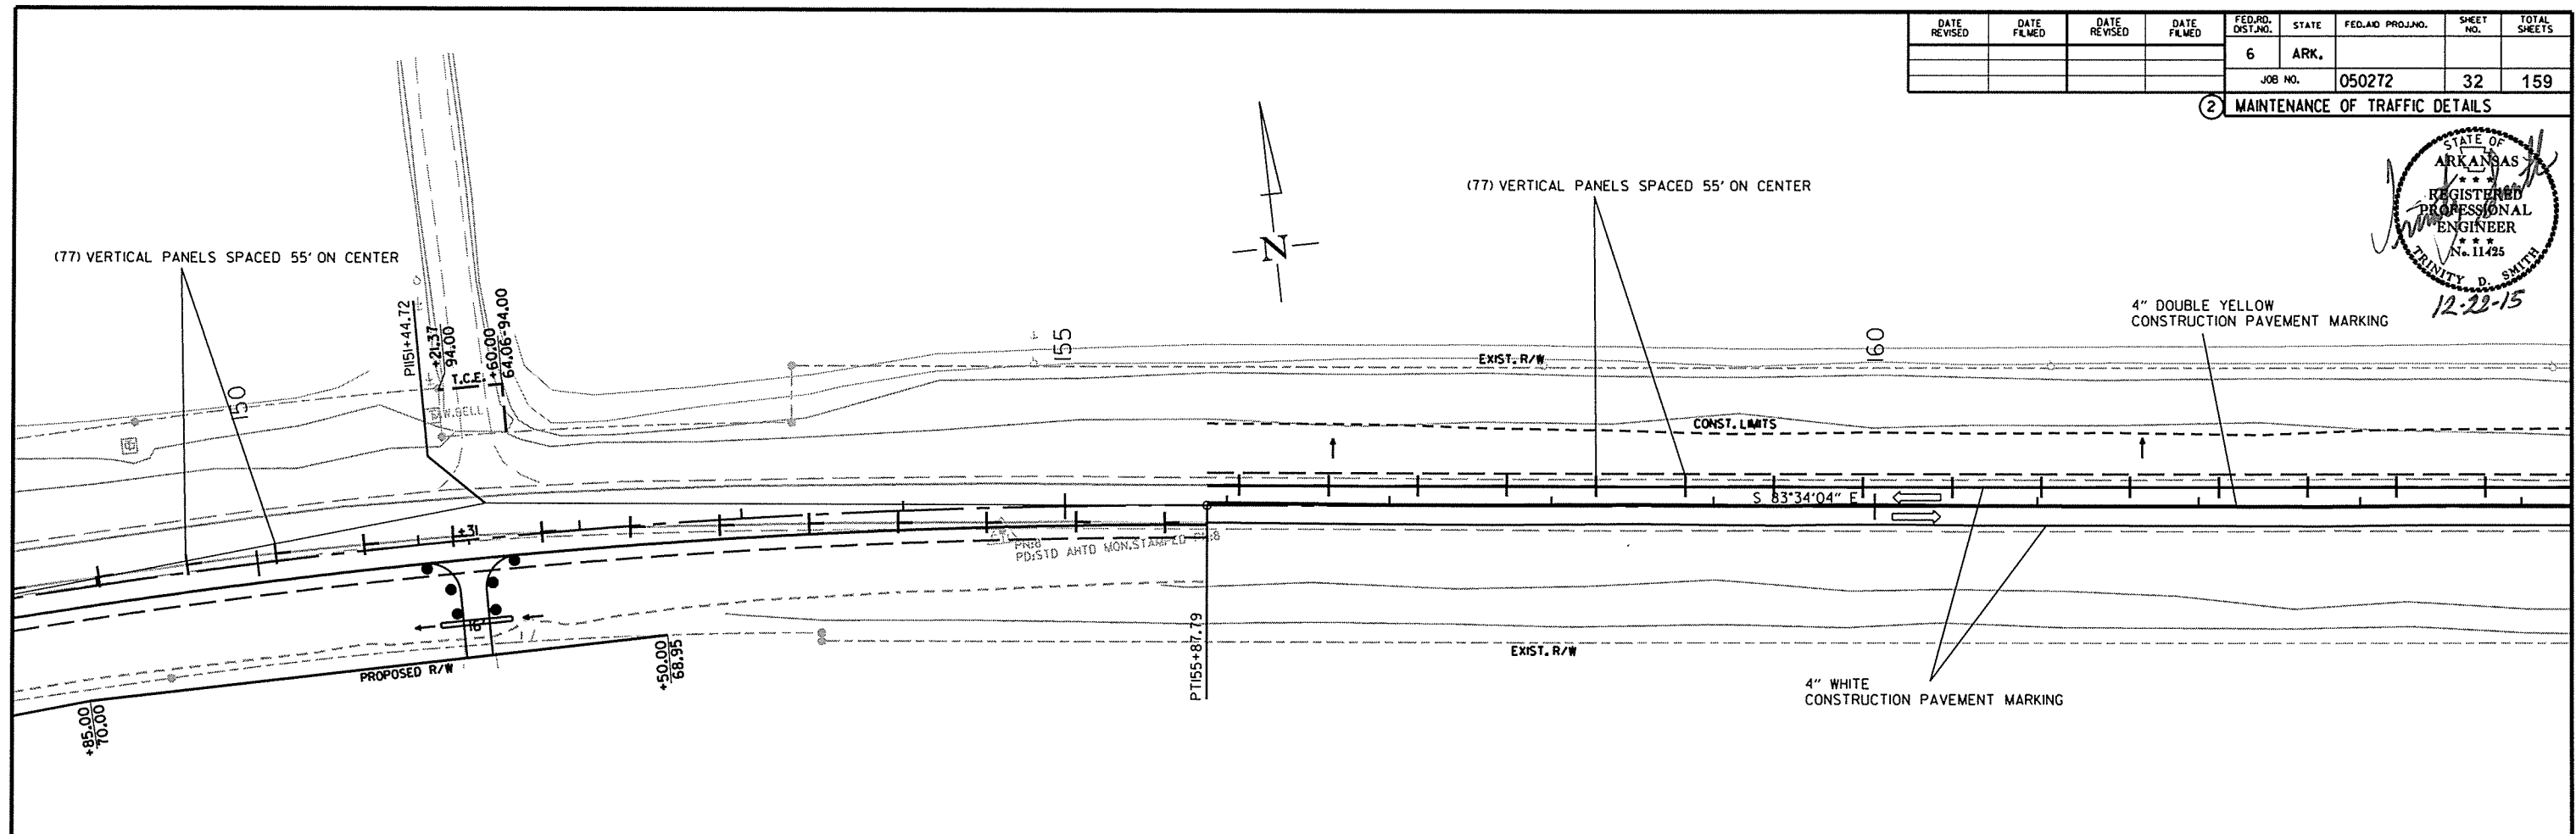 DATE REVISED
DATE FILMED
DATE REVISED
DATE FILMED
FED.RD. DIST.NO.
STATE
FED.AID PROJ.NO.
SHEET NO.
TOTAL SHEETS
6
ARK.
JOB NO.
050272
32
159
2
MAINTENANCE OF TRAFFIC DETAILS
STATE OF
ARKANSAS
REGISTERED
PROFESSIONAL
ENGINEER
No. 11425
TRINITY D. SMITH
12-22-15
(77) VERTICAL PANELS SPACED 55' ON CENTER
(77) VERTICAL PANELS SPACED 55' ON CENTER
4" DOUBLE YELLOW
CONSTRUCTION PAVEMENT MARKING
N
PI151+44.72
+21.37
94.00
+60.00
64.06-94.00
T.C.E.
150
155
160
EXIST. R/W
CONST. LIMITS
S 83°34'04" E
+31
PN:8
PD:STD AHTD MON.STAMPED PN:8
16'
PROPOSED R/W
+85.00
70.00
+50.00
68.95
PT155+87.79
EXIST. R/W
4" WHITE
CONSTRUCTION PAVEMENT MARKING